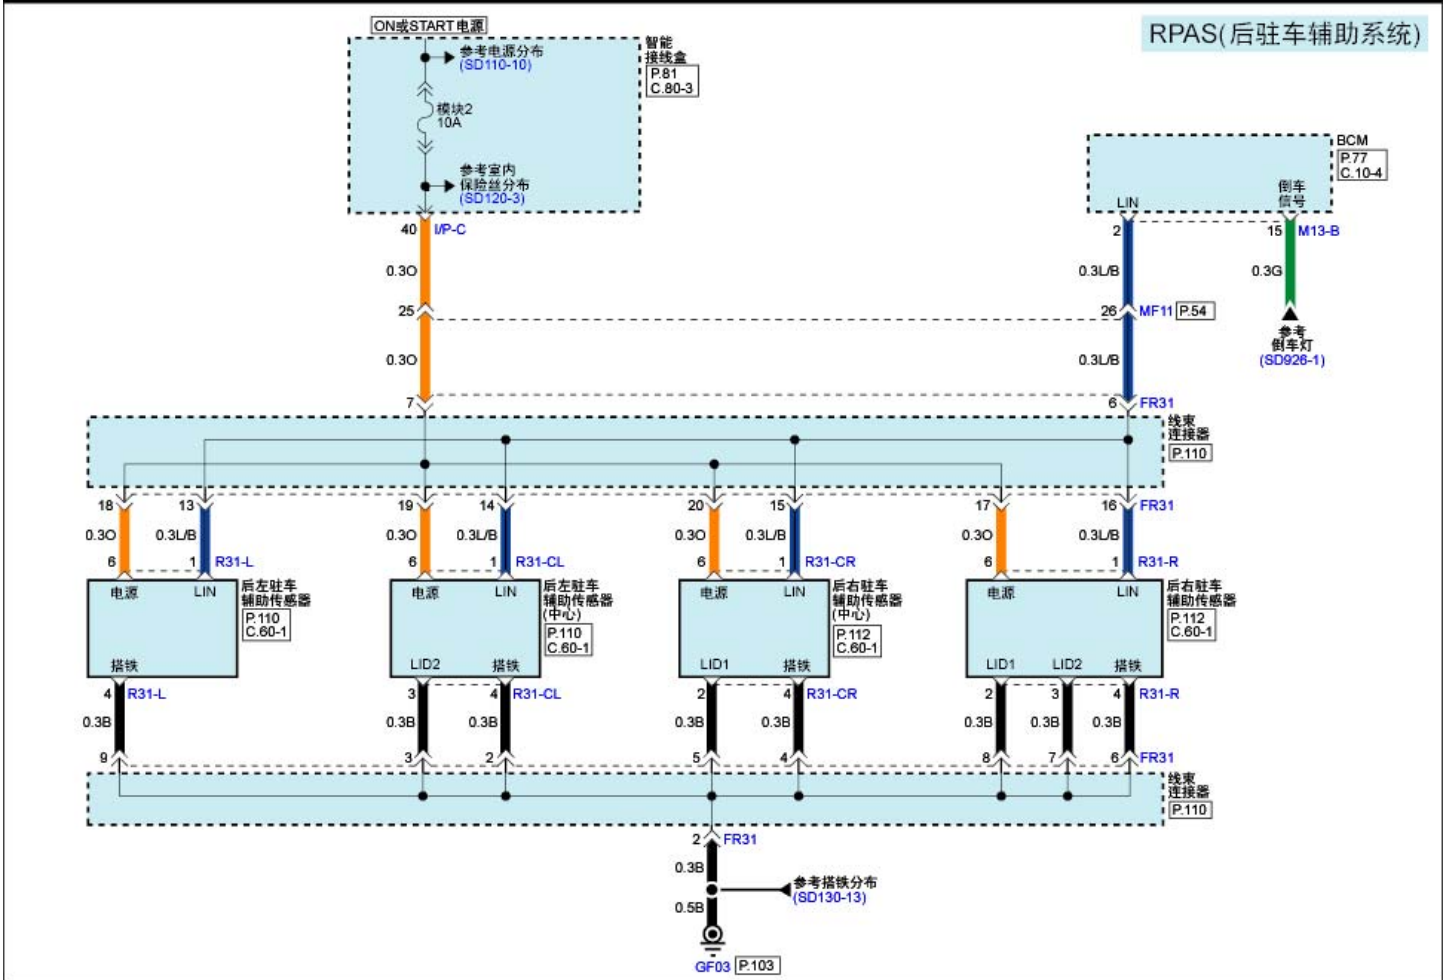 RPAS(后驻车辅助系统)
ON或START电源
参考电源分布
(SD110-10)
模块2
10A
参考室内
保险丝分布
(SD120-3)
智能
接线盒
P.81
C.80-3
BCM
P.77
C.10-4
LIN
倒车
信号
40 I/P-C
2
15 M13-B
0.3O
0.3L/B
0.3G
25
26 MF11 P.54
参考
倒车灯
(SD926-1)
0.3O
0.3L/B
7
6 FR31
线束
连接器
P.110
18
13
19
14
20
15
17
16 FR31
0.3O
0.3L/B
0.3O
0.3L/B
0.3O
0.3L/B
0.3O
0.3L/B
6
1 R31-L
6
1 R31-CL
6
1 R31-CR
6
1 R31-R
电源
LIN
后左驻车
辅助传感器
P.110
C.60-1
搭铁
电源
LIN
后左驻车
辅助传感器
(中心)
P.110
C.60-1
LID2
搭铁
电源
LIN
后右驻车
辅助传感器
(中心)
P.112
C.60-1
LID1
搭铁
电源
LIN
后右驻车
辅助传感器
P.112
C.60-1
LID1
LID2
搭铁
4 R31-L
3
4 R31-CL
2
4 R31-CR
2
3
4 R31-R
0.3B
0.3B
0.3B
0.3B
0.3B
0.3B
0.3B
0.3B
9
3
2
5
4
8
7
6 FR31
线束
连接器
P.110
2 FR31
0.3B
参考搭铁分布
(SD130-13)
0.5B
GF03 P.103